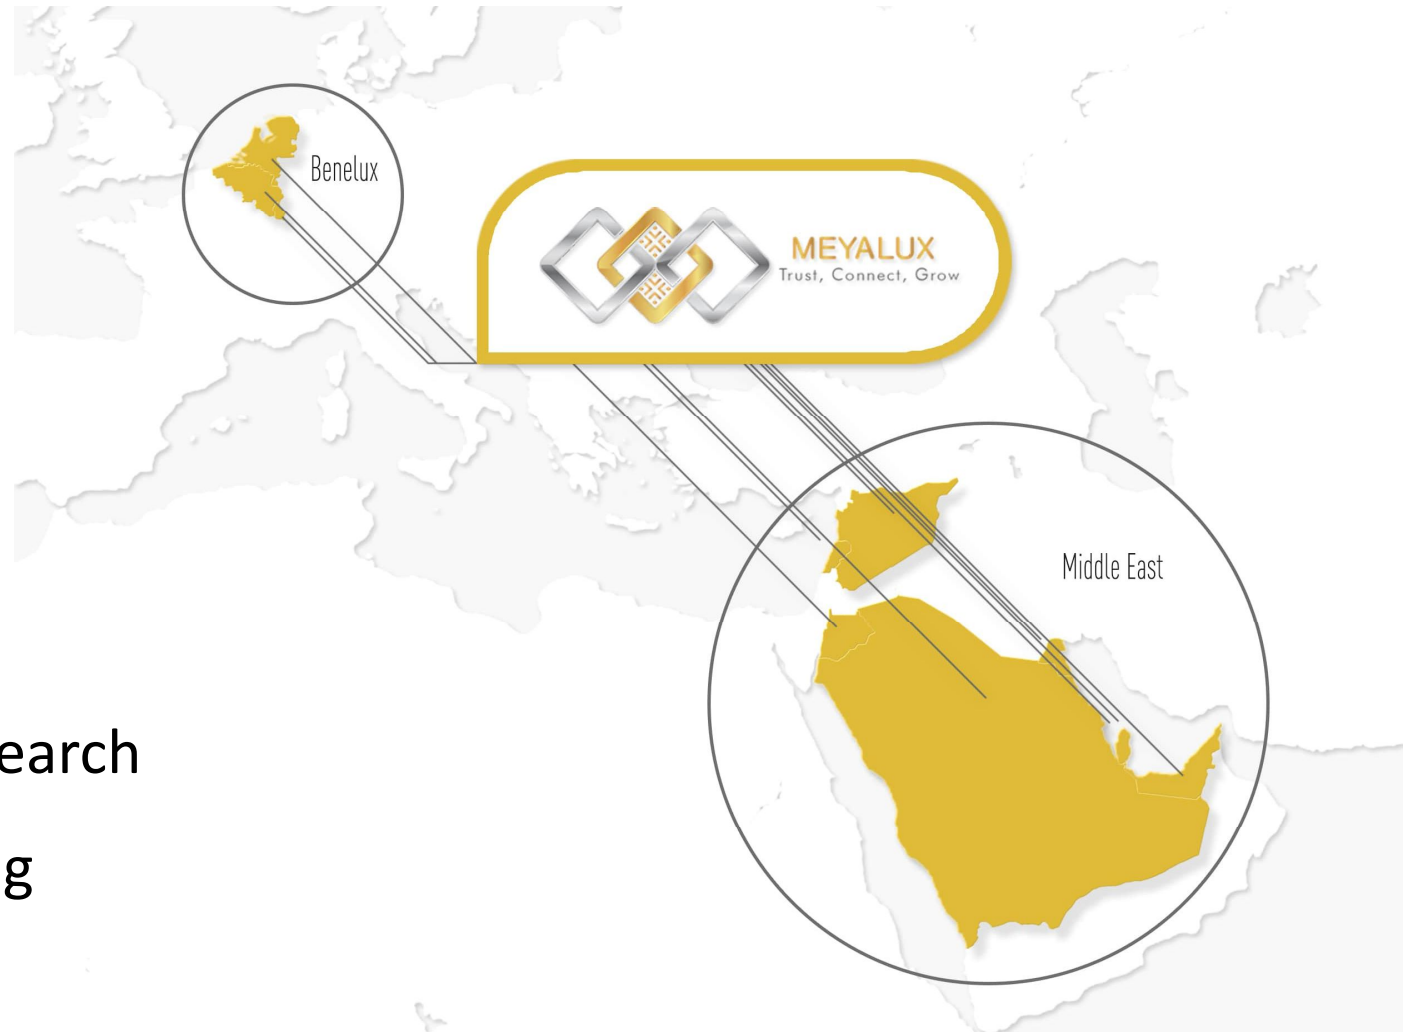 Benelux
MEYALUX
Trust, Connect, Grow
Middle East
earch
g